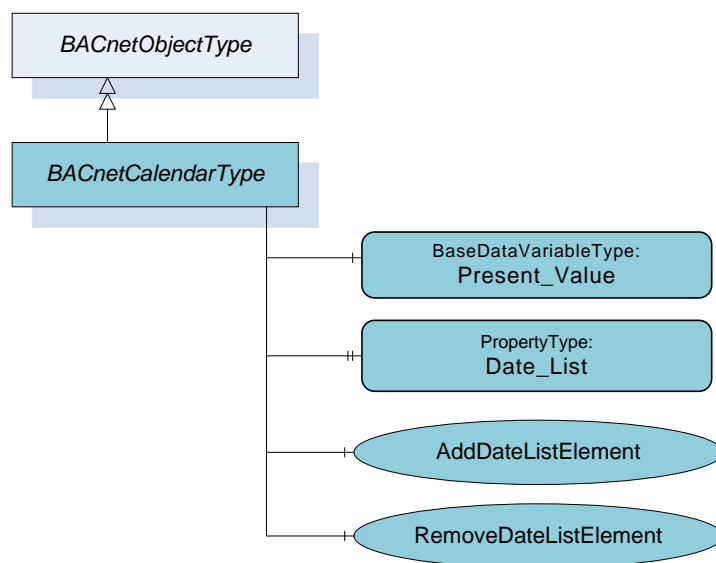 BACnetObjectType
BACnetCalendarType
BaseDataVariableType:
Present_Value
PropertyType:
Date_List
AddDateListElement
RemoveDateListElement